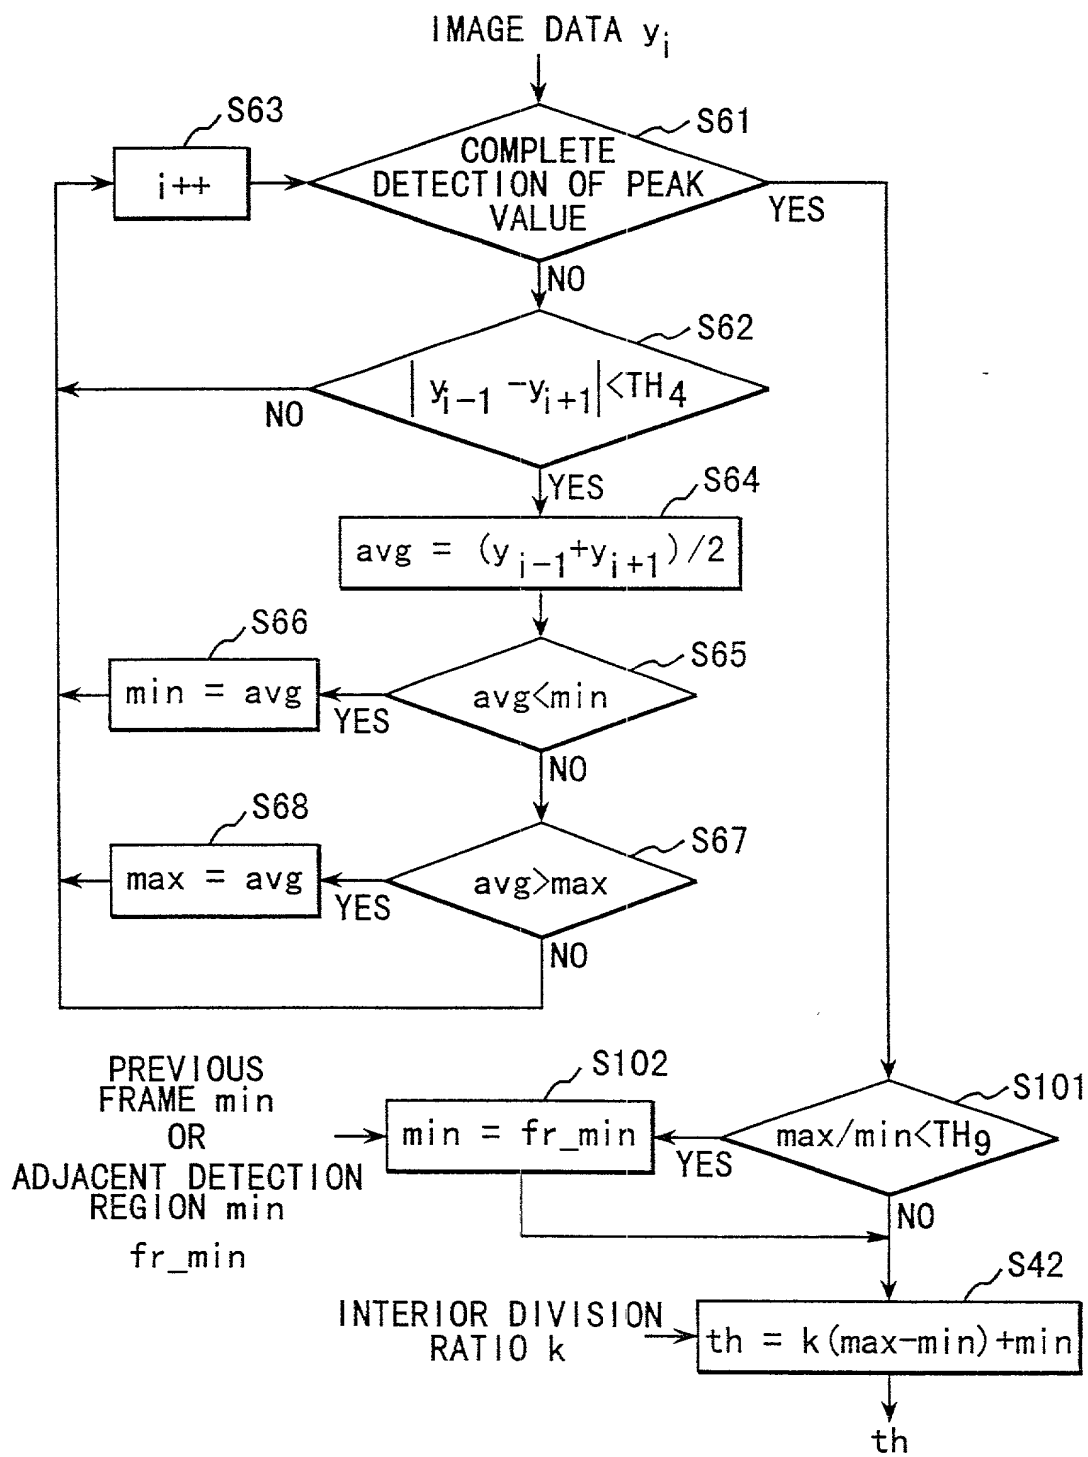 IMAGE DATA yi
S63
S61
i++
COMPLETE
DETECTION OF PEAK
VALUE
YES
NO
S62
|yi-1 -yi+1|<TH4
NO
YES
S64
avg = (yi-1+yi+1)/2
S66
S65
min = avg
YES
avg<min
NO
S68
S67
max = avg
YES
avg>max
NO
PREVIOUS
FRAME min
OR
ADJACENT DETECTION
REGION min
fr_min
S102
min = fr_min
S101
max/min<TH9
YES
NO
S42
INTERIOR DIVISION
RATIO k
th = k(max-min)+min
th